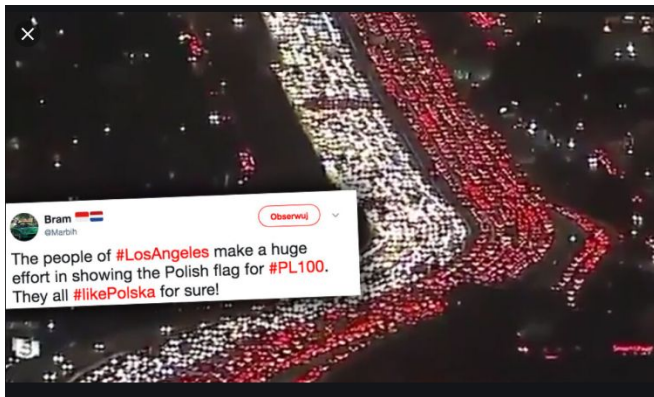 Bram
@Marbih
Obserwuj
The people of #LosAngeles make a huge
effort in showing the Polish flag for #PL100.
They all #likePolska for sure!
5